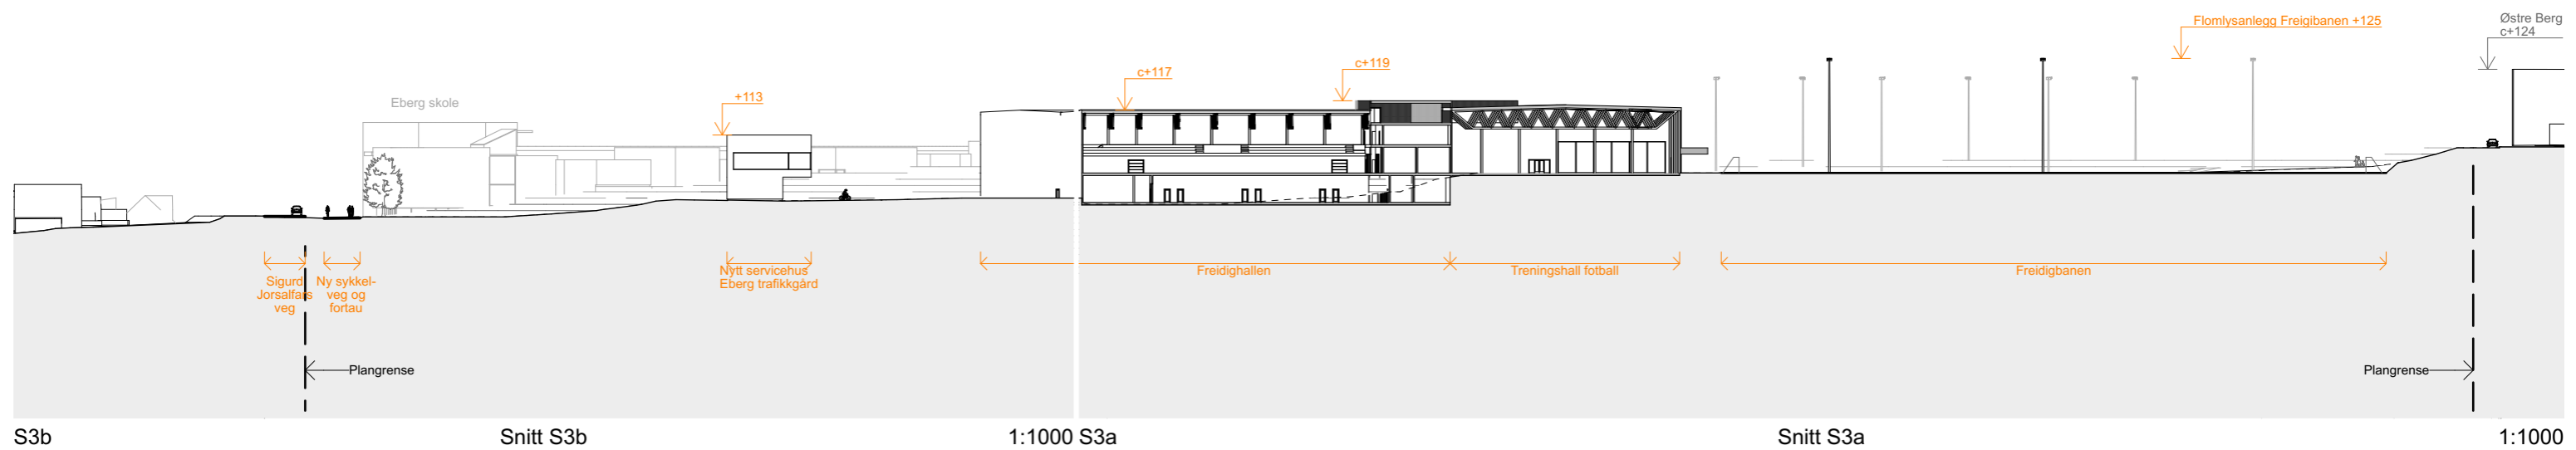 Flomlysanlegg Freigibanen +125
Østre Berg
c+124
c+119
c+117
+113
Eberg skole
Sigurd
Jorsalfars
veg
Ny sykkel-
veg og
fortau
Nytt servicehus
Eberg trafikkgård
Freidighallen
Treningshall fotball
Freidigbanen
Plangrense
Plangrense
S3b
Snitt S3b
1:1000
S3a
Snitt S3a
1:1000